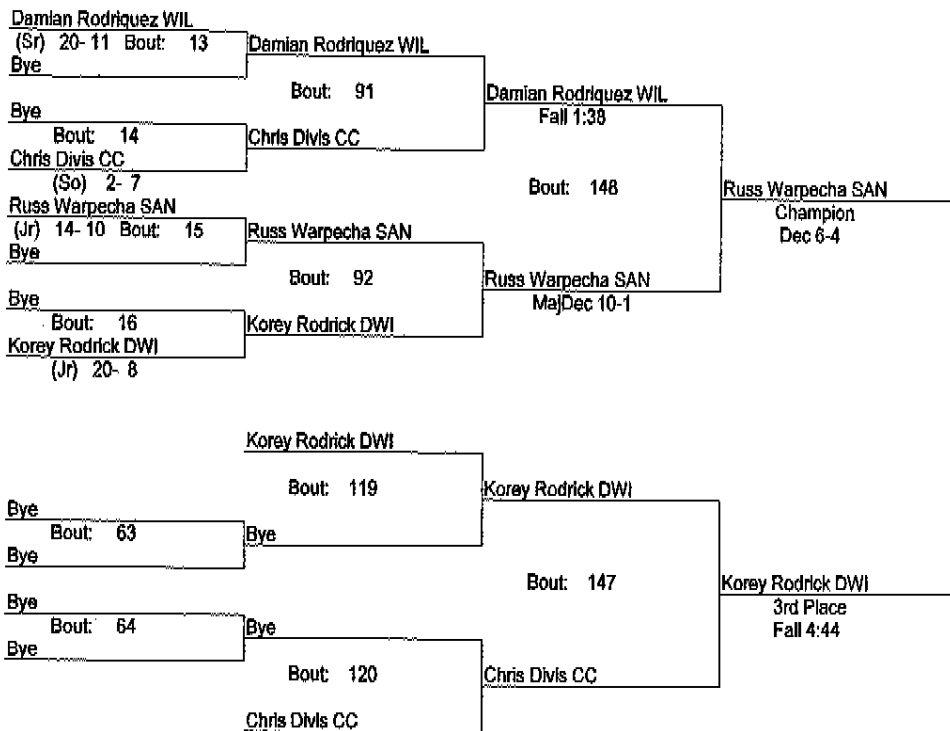 Damian Rodriquez WIL
(Sr) 20- 11 Bout: 13
Bye
Damian Rodriquez WIL
Bout: 91
Bye
Bout: 14
Chris Divis CC
(So) 2- 7
Chris Divis CC
Damian Rodriquez WIL
Fall 1:38
Bout: 148
Russ Warpecha SAN
(Jr) 14- 10 Bout: 15
Bye
Russ Warpecha SAN
Bout: 92
Bye
Bout: 16
Korey Rodrick DWI
(Jr) 20- 8
Korey Rodrick DWI
Russ Warpecha SAN
MajDec 10-1
Russ Warpecha SAN
Champion
Dec 6-4
Korey Rodrick DWI
Bout: 119
Bye
Bout: 63
Bye
Bye
Korey Rodrick DWI
Bout: 147
Bye
Bout: 64
Bye
Bye
Bout: 120
Chris Divis CC
Chris Divis CC
Korey Rodrick DWI
3rd Place
Fall 4:44